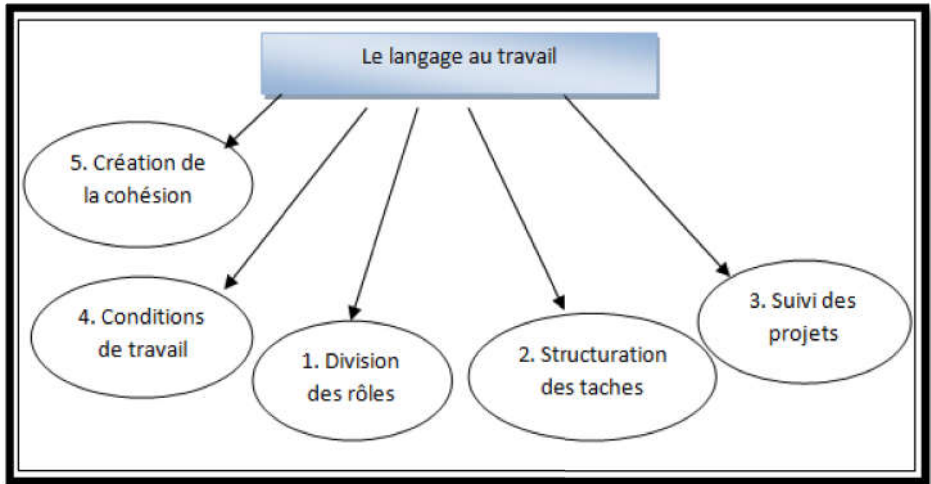 Le langage au travail
5. Création de
la cohésion
4. Conditions
de travail
1. Division
des rôles
2. Structuration
des taches
3. Suivi des
projets